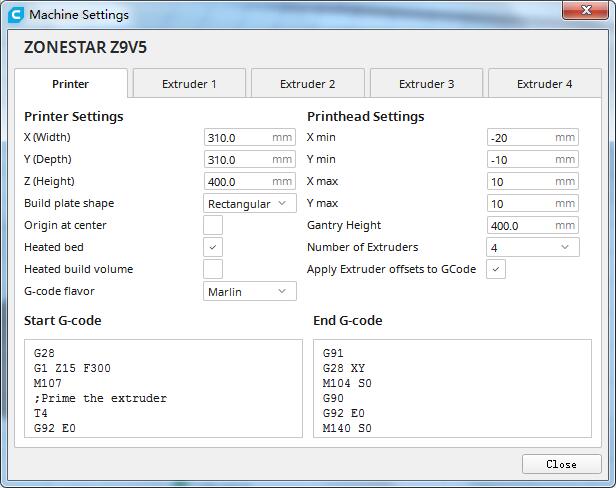 Machine Settings
ZONESTAR Z9V5
Printer
Extruder 1
Extruder 2
Extruder 3
Extruder 4
Printer Settings
X (Width) 310.0 mm
Y (Depth) 310.0 mm
Z (Height) 400.0 mm
Build plate shape Rectangular
Origin at center
Heated bed
Heated build volume
G-code flavor Marlin
Printhead Settings
X min -20 mm
Y min -10 mm
X max 10 mm
Y max 10 mm
Gantry Height 400.0 mm
Number of Extruders 4
Apply Extruder offsets to GCode
Start G-code
G28
G1 Z15 F300
M107
;Prime the extruder
T4
G92 E0
End G-code
G91
G28 XY
M104 S0
G90
G92 E0
M140 S0
Close